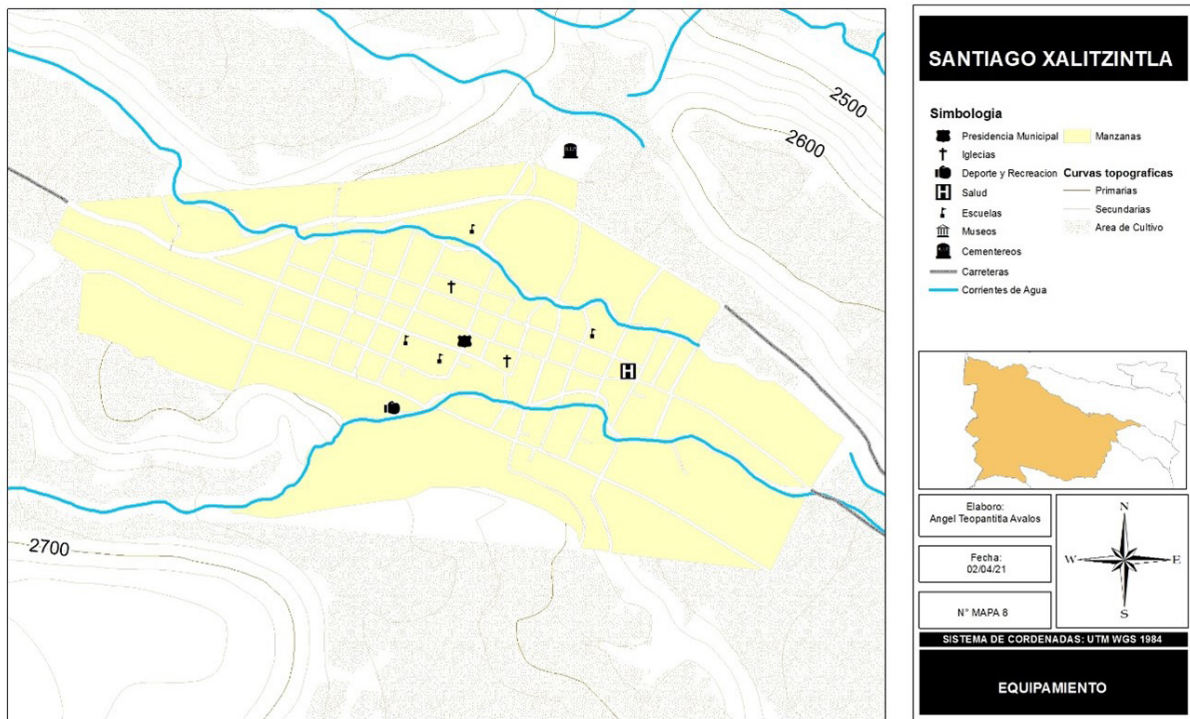 2500
2600
2700
SANTIAGO XALITZINTLA
Simbologia
Presidencia Municipal
Iglesias
Deporte y Recreacion
Salud
Escuelas
Museos
Cementereos
Carreteras
Corrientes de Agua
Manzanas
Curvas topograficas
Primarias
Secundarias
Area de Cultivo
Elaboro:
Angel Teopantitla Avalos
Fecha:
02/04/21
N° MAPA 8
N
W
E
S
SISTEMA DE CORDENADAS: UTM WGS 1984
EQUIPAMIENTO